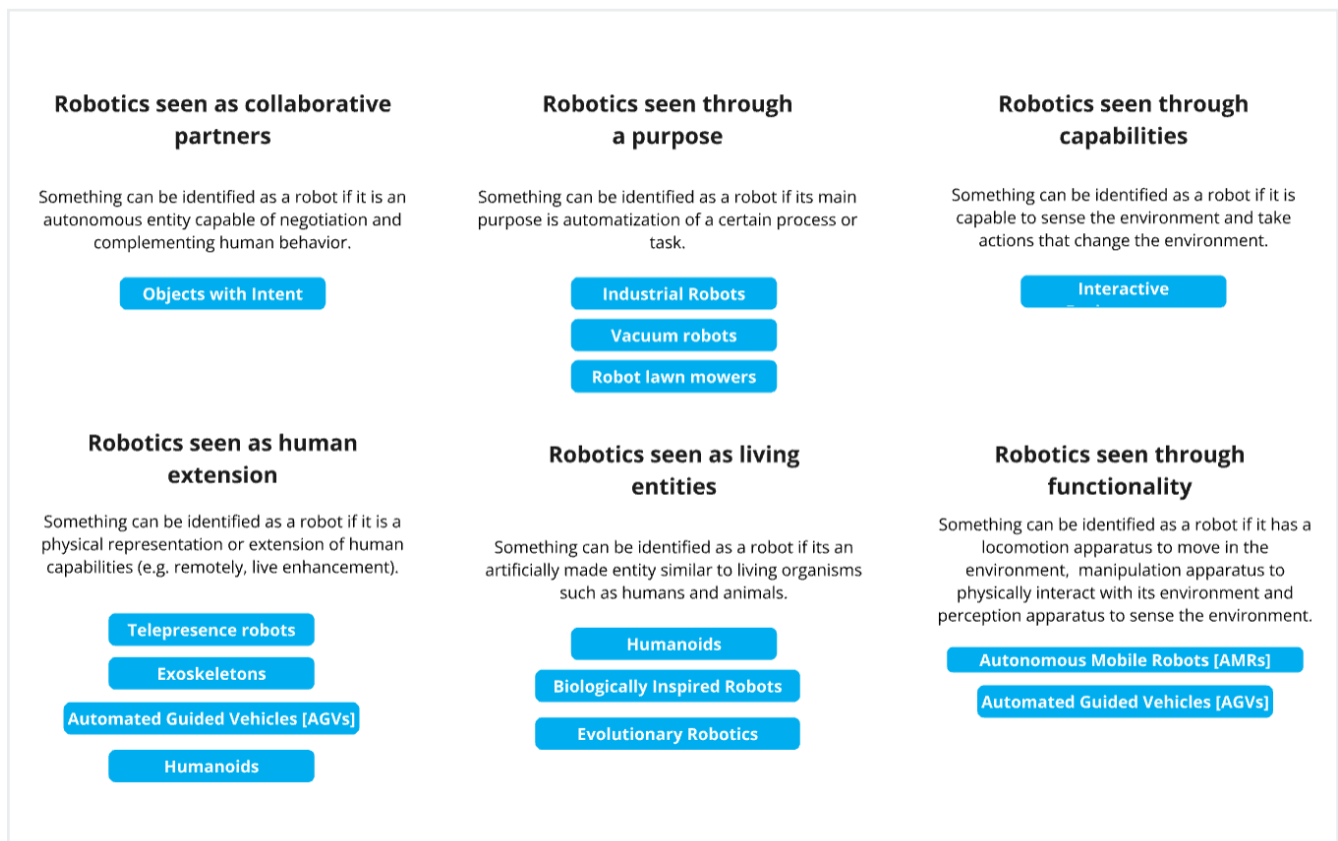 Robotics seen as collaborative
partners
Something can be identified as a robot if it is an
autonomous entity capable of negotiation and
complementing human behavior.
Objects with Intent
Robotics seen through
a purpose
Something can be identified as a robot if its main
purpose is automatization of a certain process or
task.
Industrial Robots
Vacuum robots
Robot lawn mowers
Robotics seen through
capabilities
Something can be identified as a robot if it is
capable to sense the environment and take
actions that change the environment.
Interactive
Robotics seen as human
extension
Something can be identified as a robot if it is a
physical representation or extension of human
capabilities (e.g. remotely, live enhancement).
Telepresence robots
Exoskeletons
Automated Guided Vehicles [AGVs]
Humanoids
Robotics seen as living
entities
Something can be identified as a robot if its an
artificially made entity similar to living organisms
such as humans and animals.
Humanoids
Biologically Inspired Robots
Evolutionary Robotics
Robotics seen through
functionality
Something can be identified as a robot if it has a
locomotion apparatus to move in the
environment,  manipulation apparatus to
physically interact with its environment and
perception apparatus to sense the environment.
Autonomous Mobile Robots [AMRs]
Automated Guided Vehicles [AGVs]